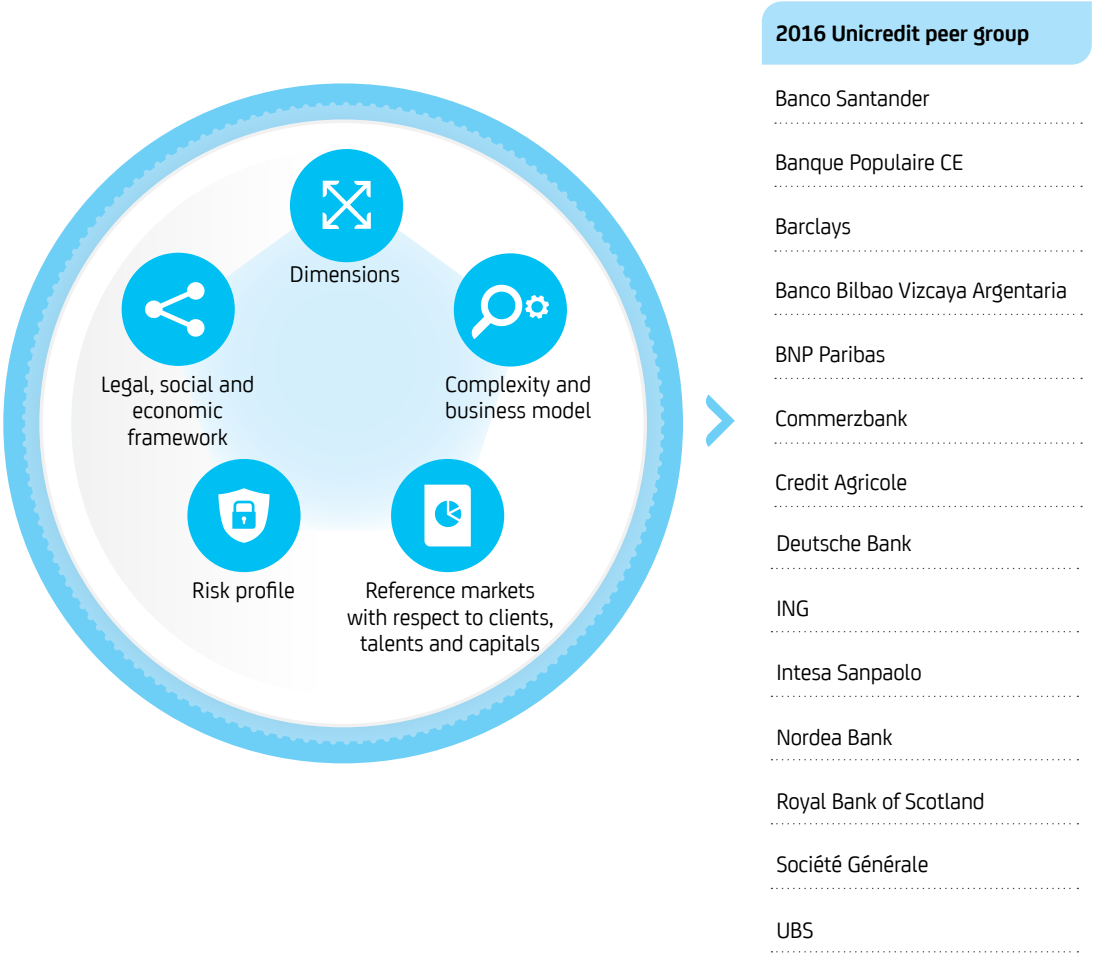 2016 Unicredit peer group
Dimensions
Legal, social and
economic
framework
Complexity and
business model
Risk profile
Reference markets
with respect to clients,
talents and capitals
Banco Santander
Banque Populaire CE
Barclays
Banco Bilbao Vizcaya Argentaria
BNP Paribas
Commerzbank
Credit Agricole
Deutsche Bank
ING
Intesa Sanpaolo
Nordea Bank
Royal Bank of Scotland
Société Générale
UBS